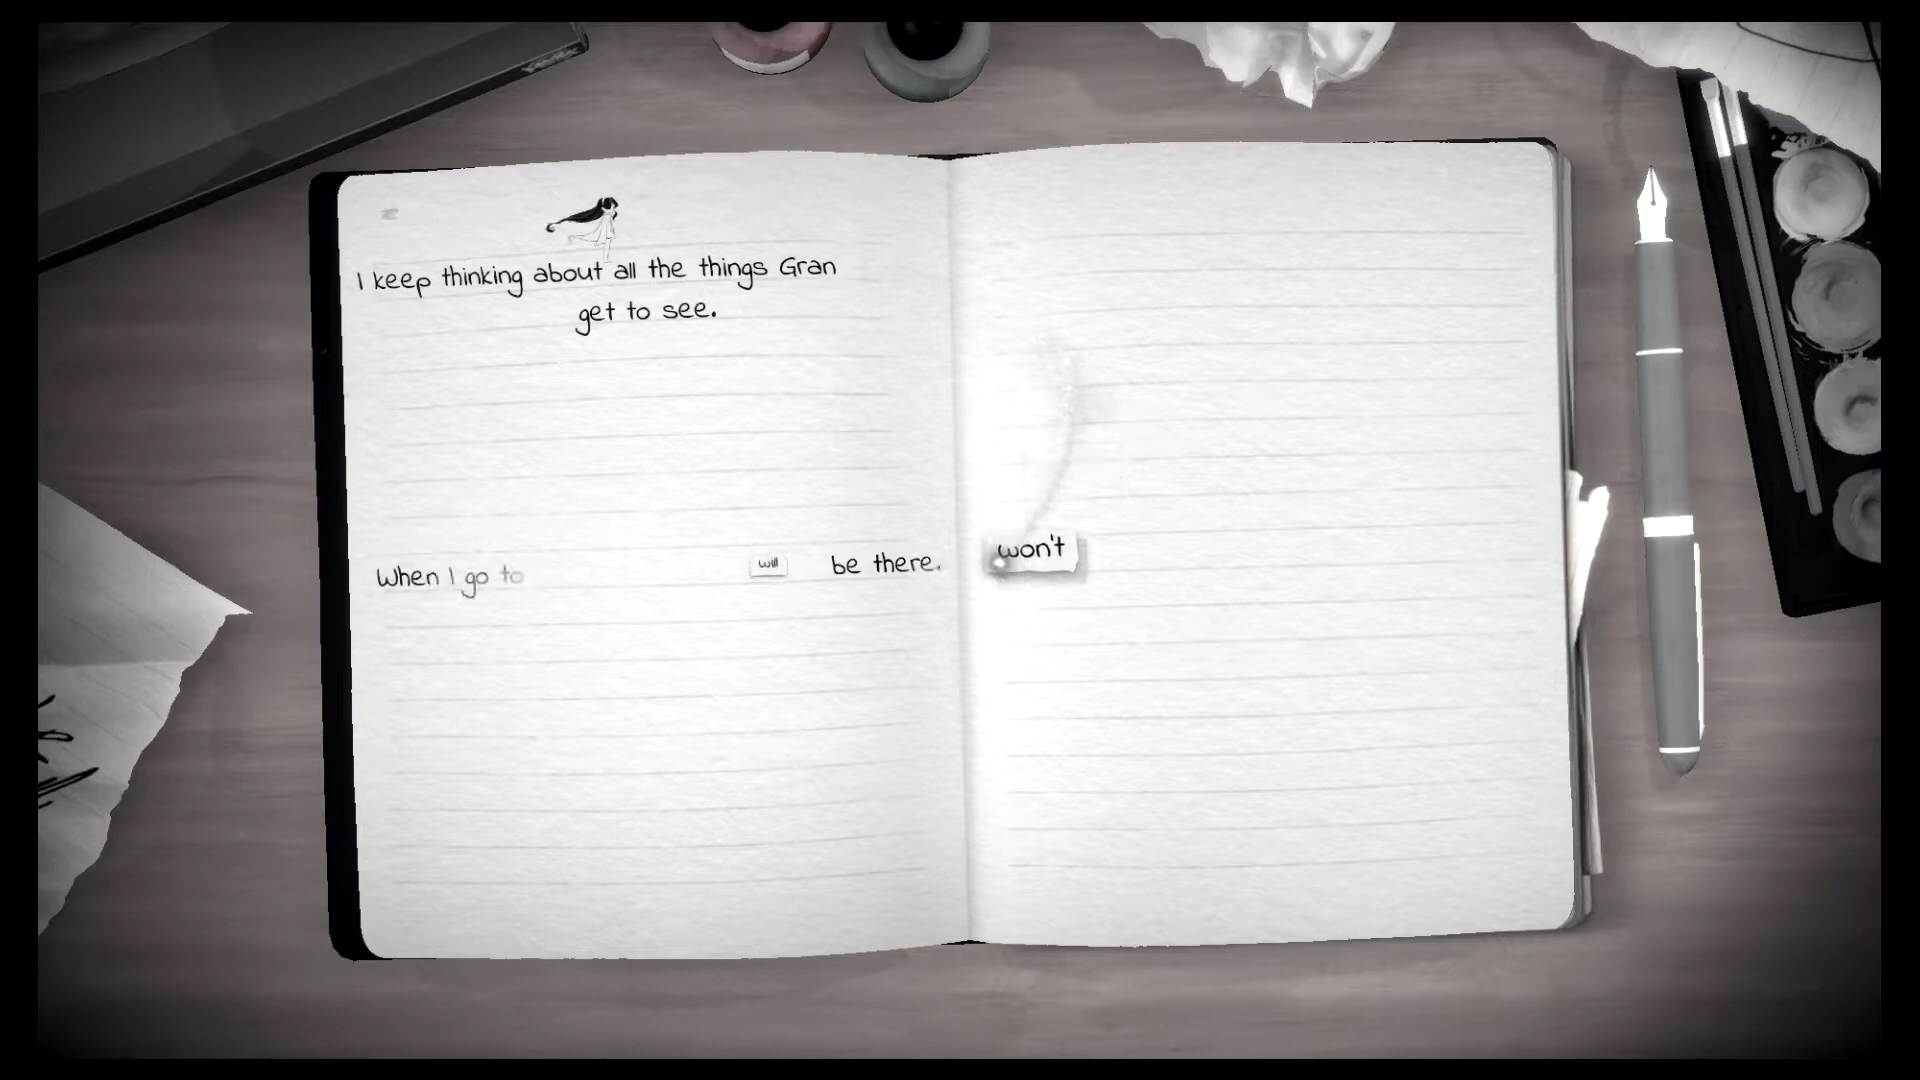 I keep thinking about all the things Gran
get to see.
When I go to will be there. won't